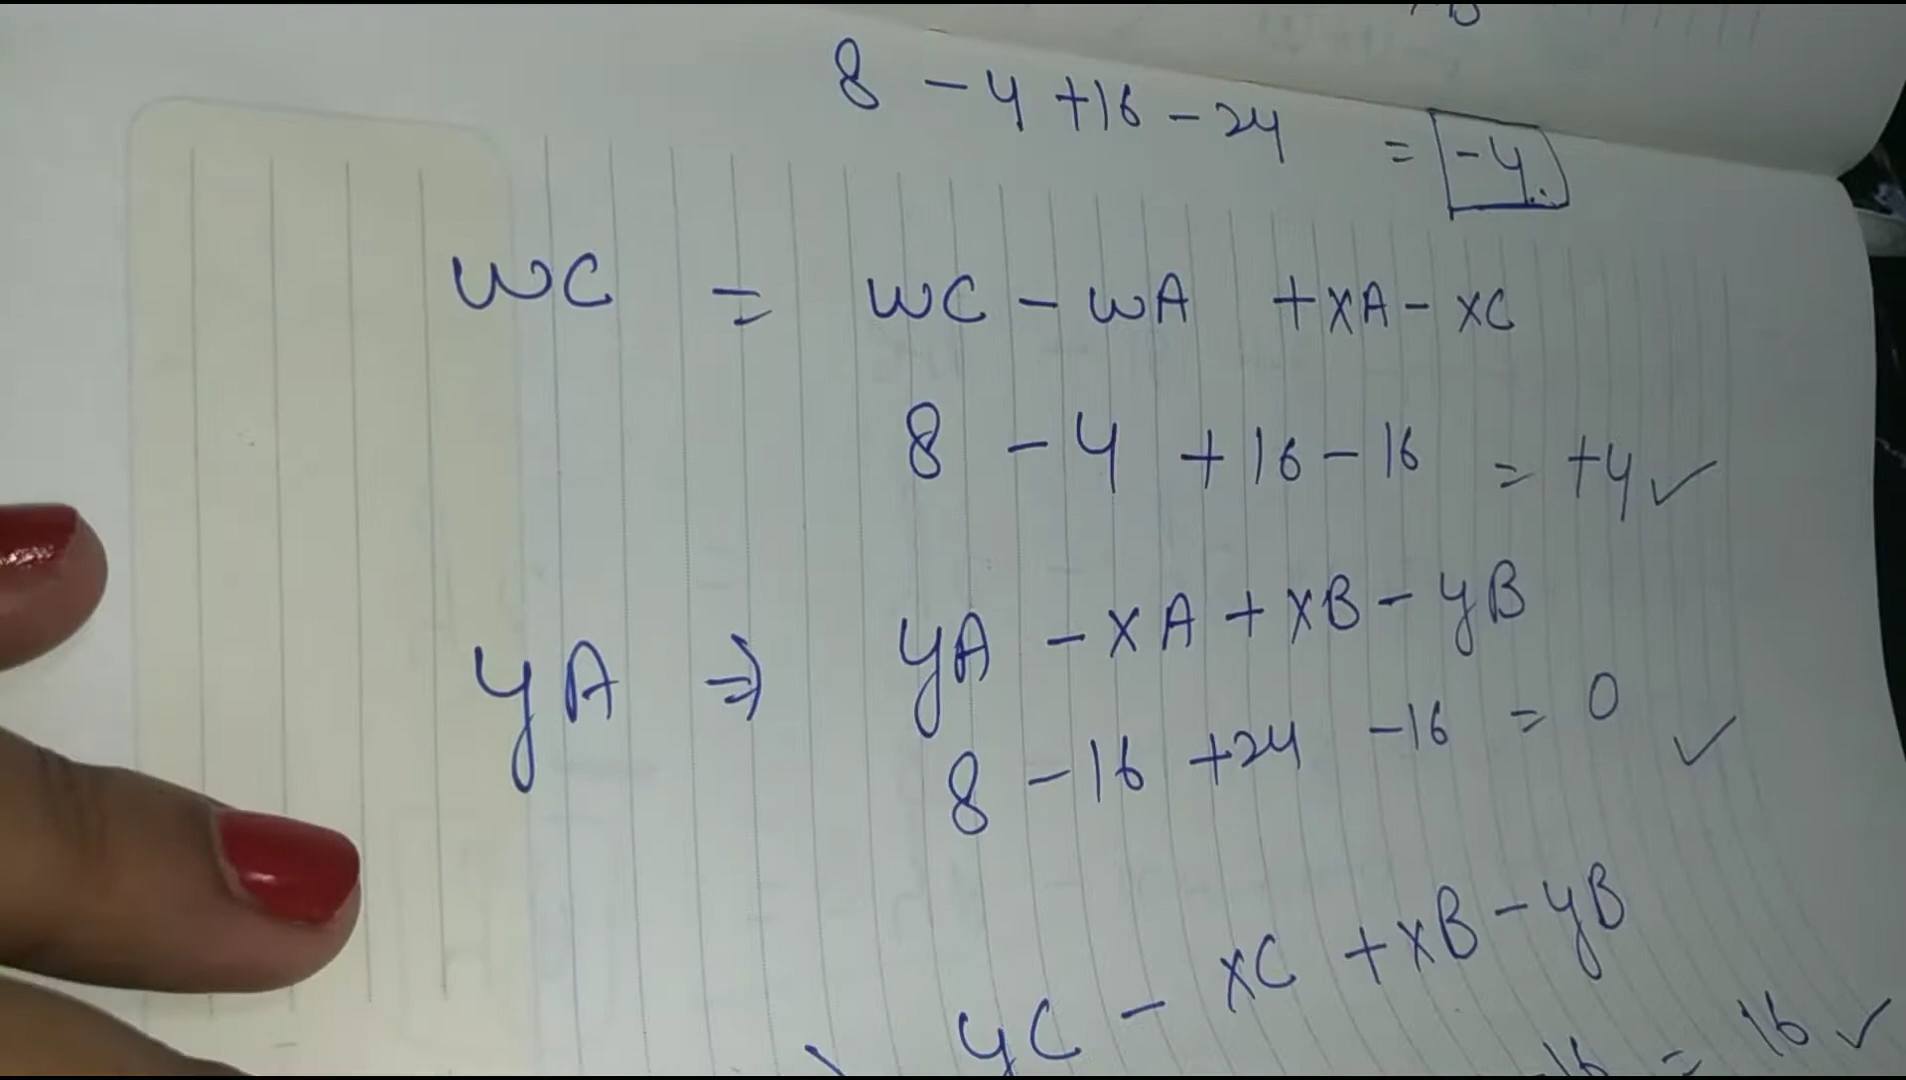 8 - 4 + 16 - 24 = -4.
WC = WC - WA + XA - XC
8 - 4 + 16 - 16 = +4 ✓
YA ⇒ YA - XA + XB - YB
8 - 16 + 24 - 16 = 0 ✓
YC - XC + XB - YB
-16 = 16 ✓